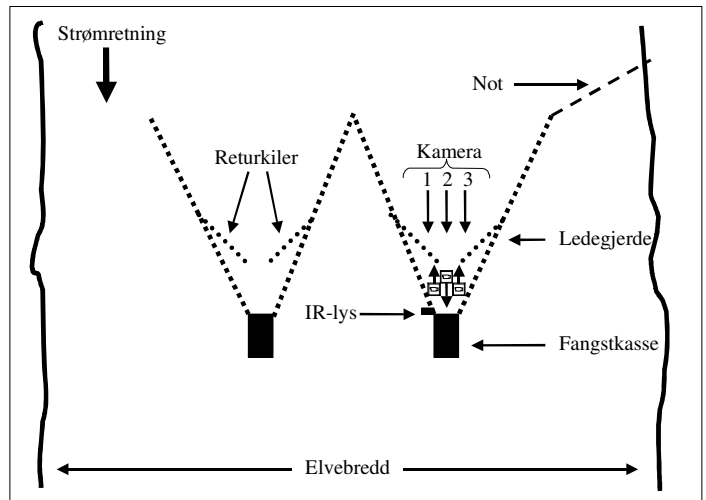 Strømretning
Not
Returkiler
Kamera
1 2 3
Ledegjerde
IR-lys
Fangstkasse
Elvebredd